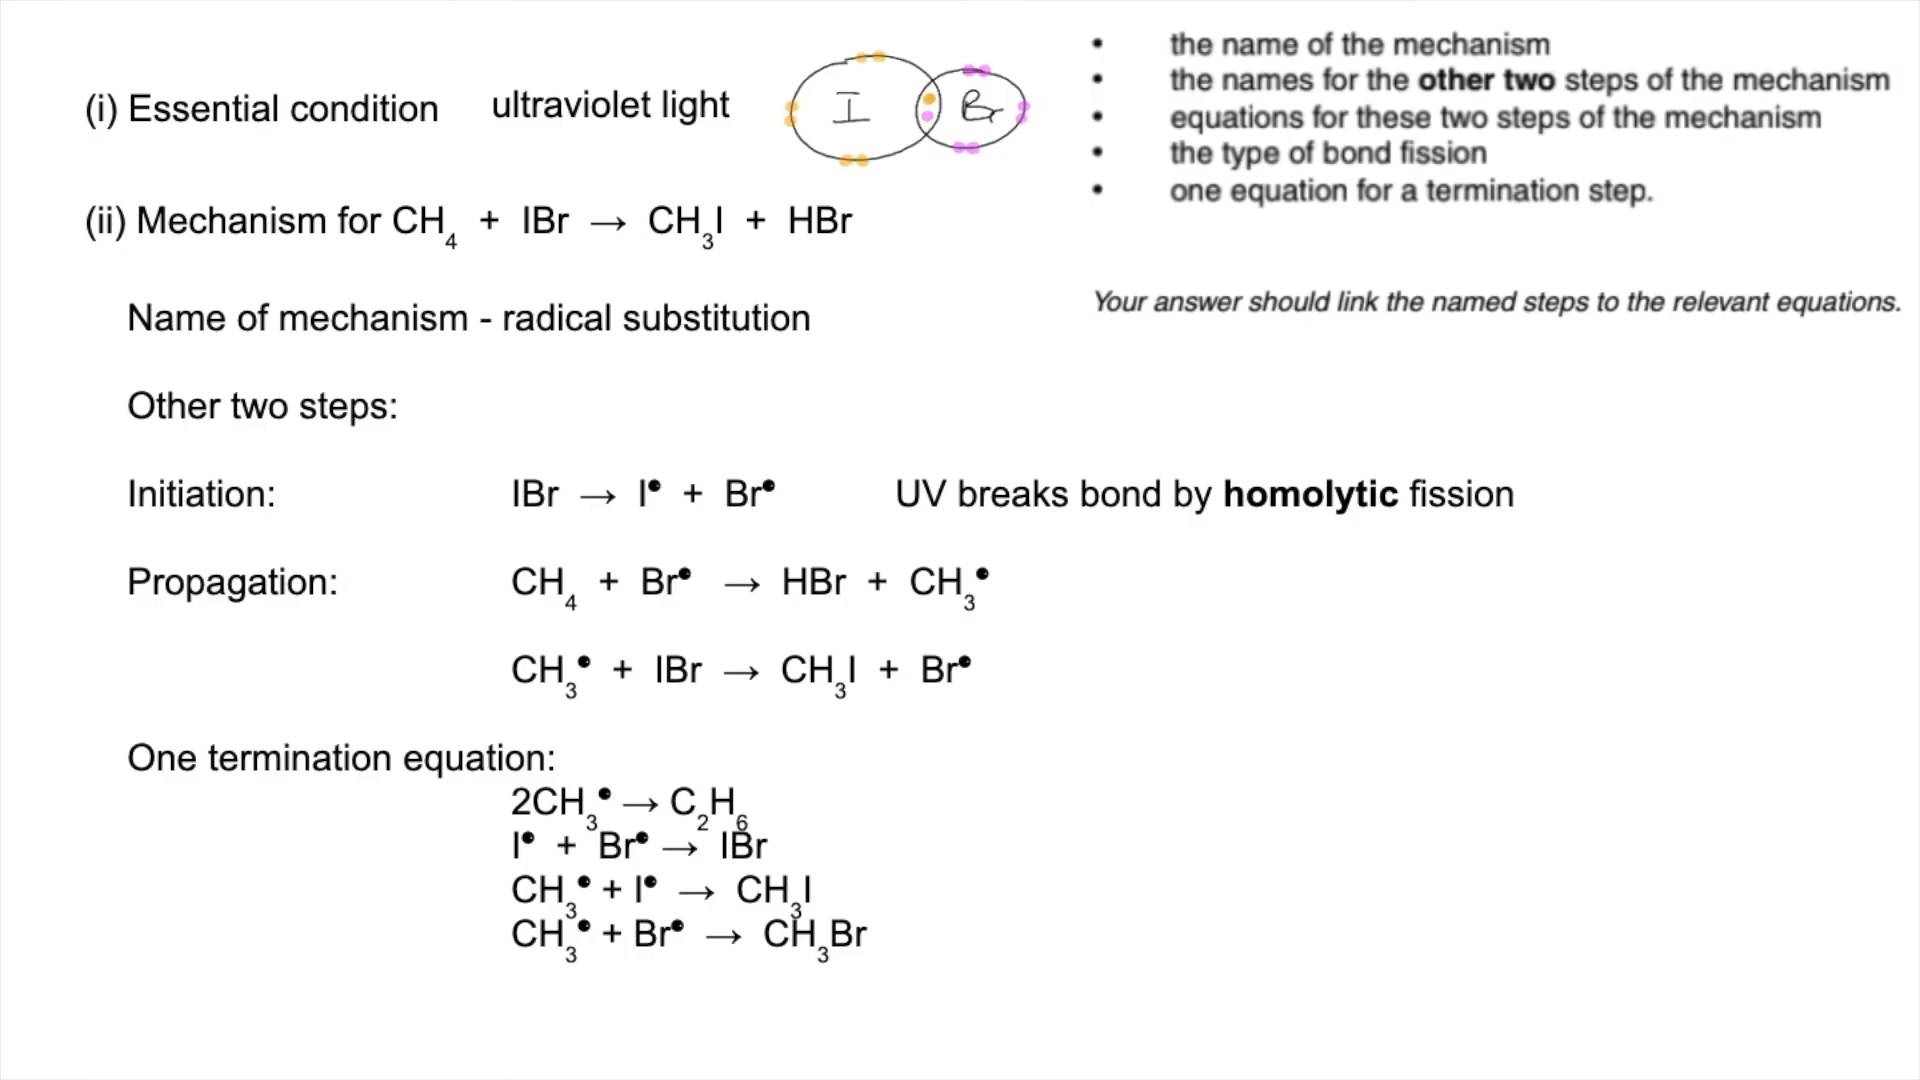 (i) Essential condition ultraviolet light
I Br
(ii) Mechanism for CH₄ + IBr → CH₃I + HBr
Name of mechanism - radical substitution
Other two steps:
Initiation: IBr → I• + Br• UV breaks bond by homolytic fission
Propagation: CH₄ + Br• → HBr + CH₃•
CH₃• + IBr → CH₃I + Br•
One termination equation:
2CH₃• → C₂H₆
I• + Br• → IBr
CH₃• + I• → CH₃I
CH₃• + Br• → CH₃Br
• the name of the mechanism
• the names for the other two steps of the mechanism
• equations for these two steps of the mechanism
• the type of bond fission
• one equation for a termination step.
Your answer should link the named steps to the relevant equations.